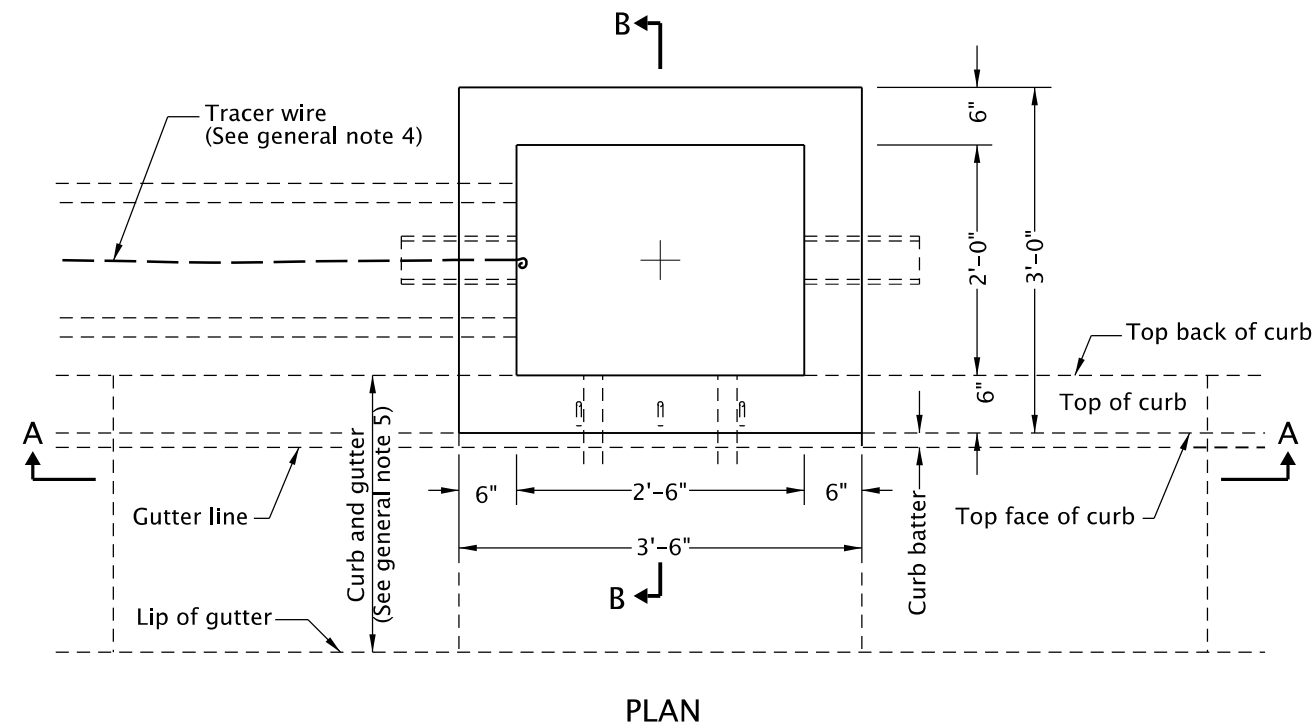 B
Tracer wire
(See general note 4)
6"
2'-0"
3'-0"
Top back of curb
6"
Top of curb
A
A
6"
2'-6"
6"
Curb and gutter
(See general note 5)
Gutter line
Curb batter
Top face of curb
3'-6"
B
Lip of gutter
PLAN